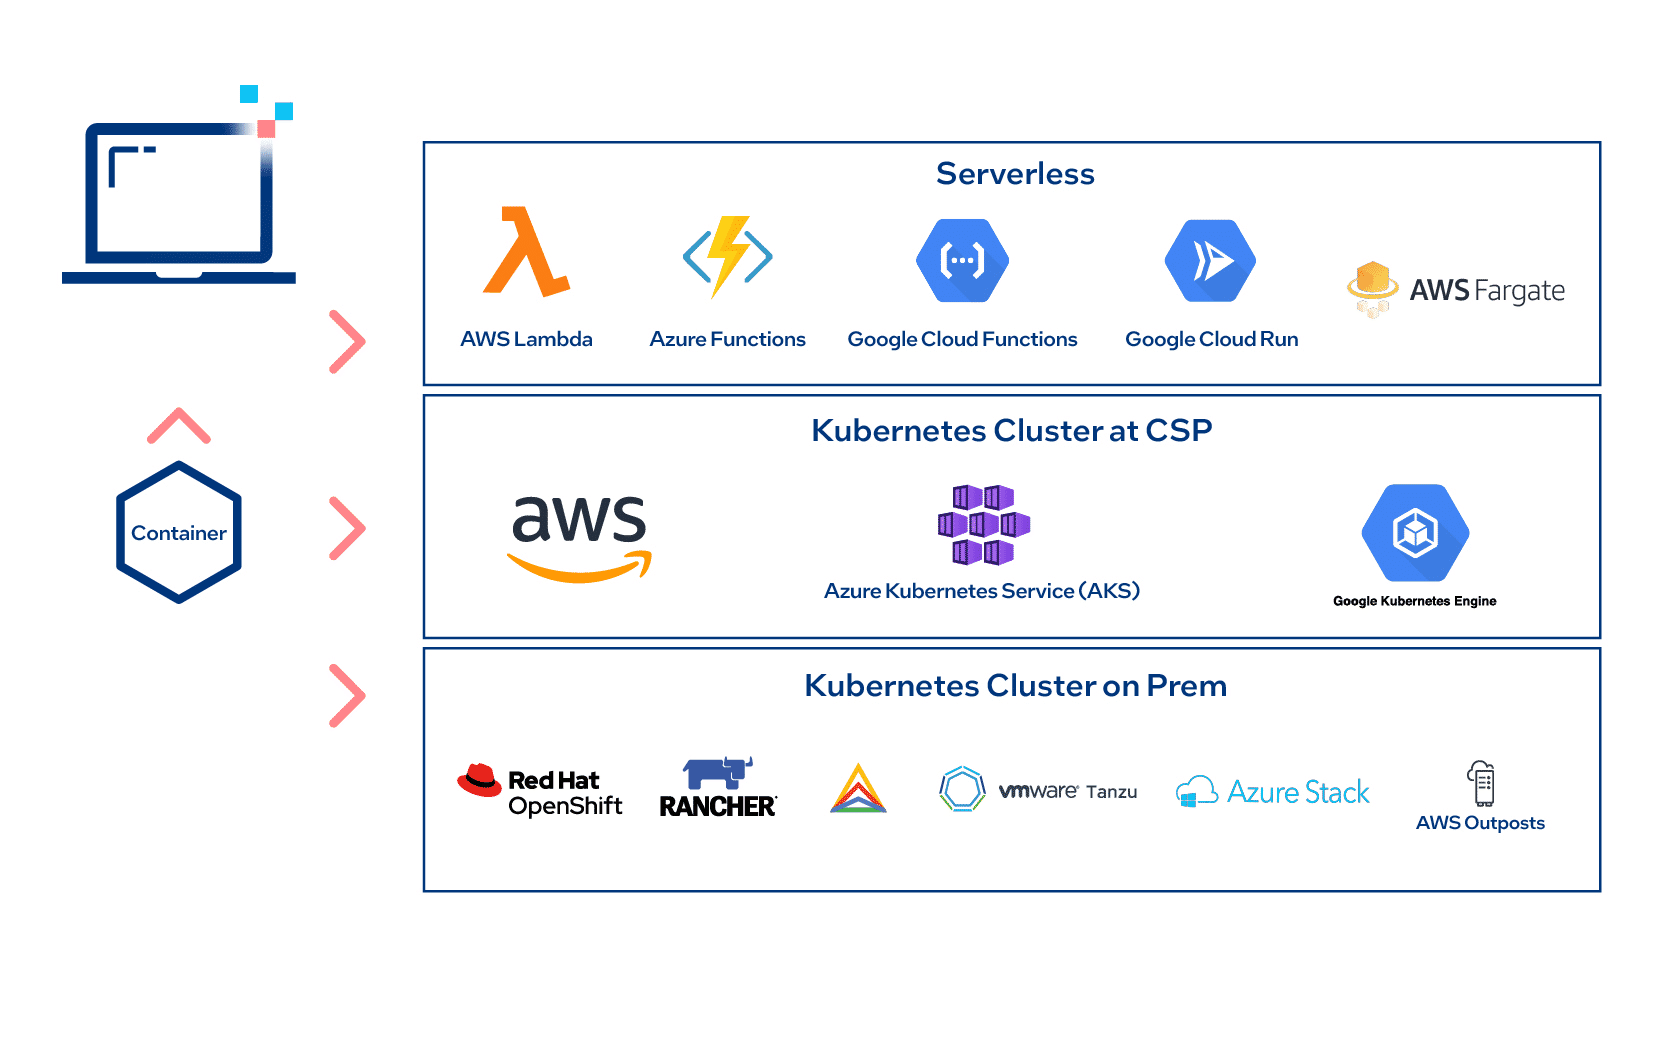 Serverless
AWS Lambda
Azure Functions
Google Cloud Functions
Google Cloud Run
AWS Fargate
Container
Kubernetes Cluster at CSP
aws
Azure Kubernetes Service (AKS)
Google Kubernetes Engine
Kubernetes Cluster on Prem
Red Hat
OpenShift
RANCHER
vmware® Tanzu
Azure Stack
AWS Outposts